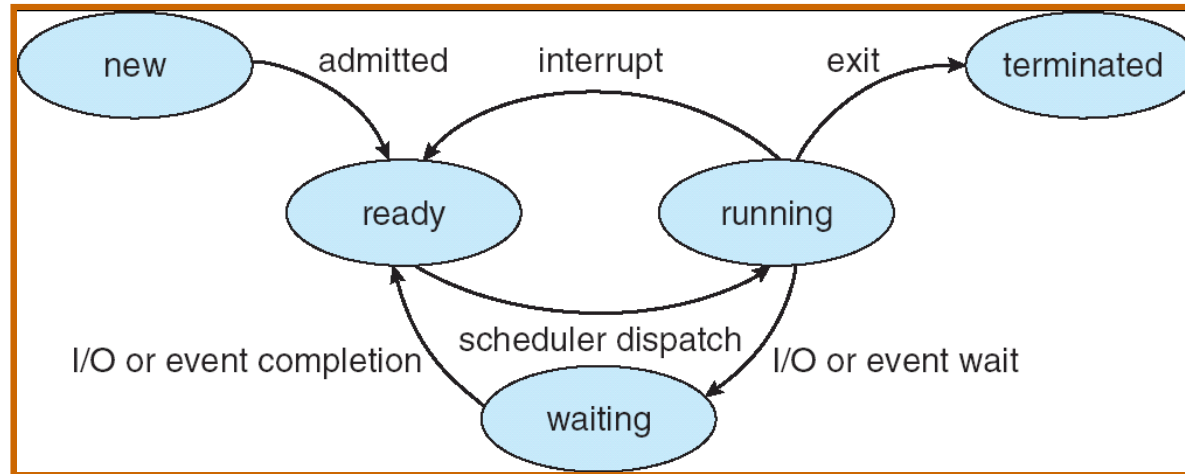 new
admitted
interrupt
exit
terminated
ready
running
I/O or event completion
scheduler dispatch
I/O or event wait
waiting